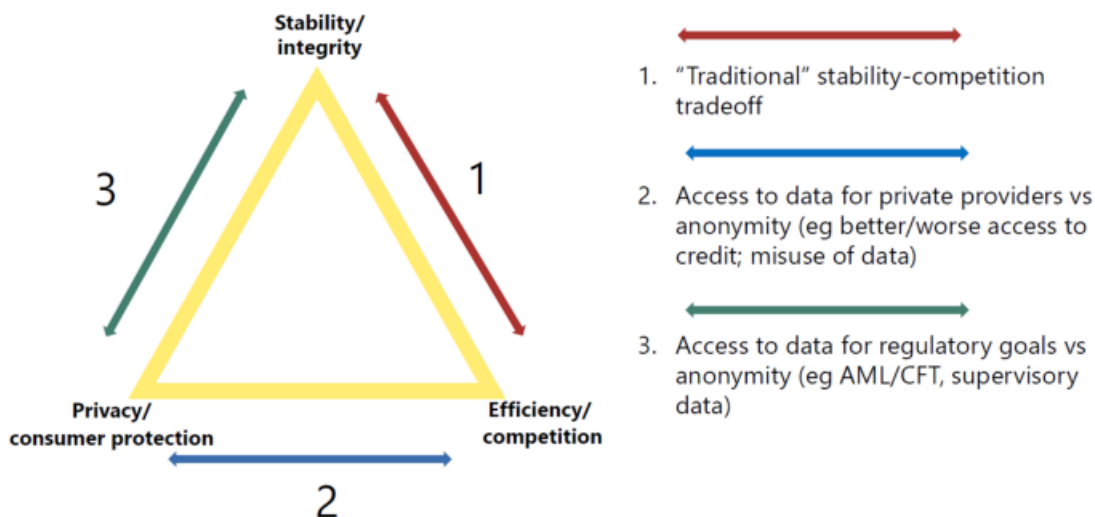 Stability/
integrity
3
1
Privacy/
consumer protection
Efficiency/
competition
2
1. “Traditional” stability-competition
tradeoff
2. Access to data for private providers vs
anonymity (eg better/worse access to
credit; misuse of data)
3. Access to data for regulatory goals vs
anonymity (eg AML/CFT, supervisory
data)